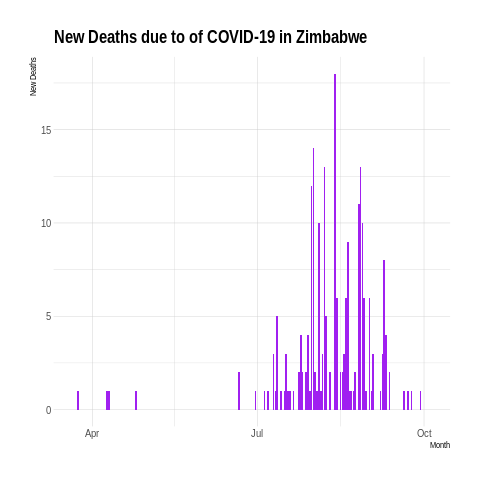 New Deaths due to of COVID-19 in Zimbabwe
New Deaths
15
10
5
0
Apr
Jul
Oct
Month